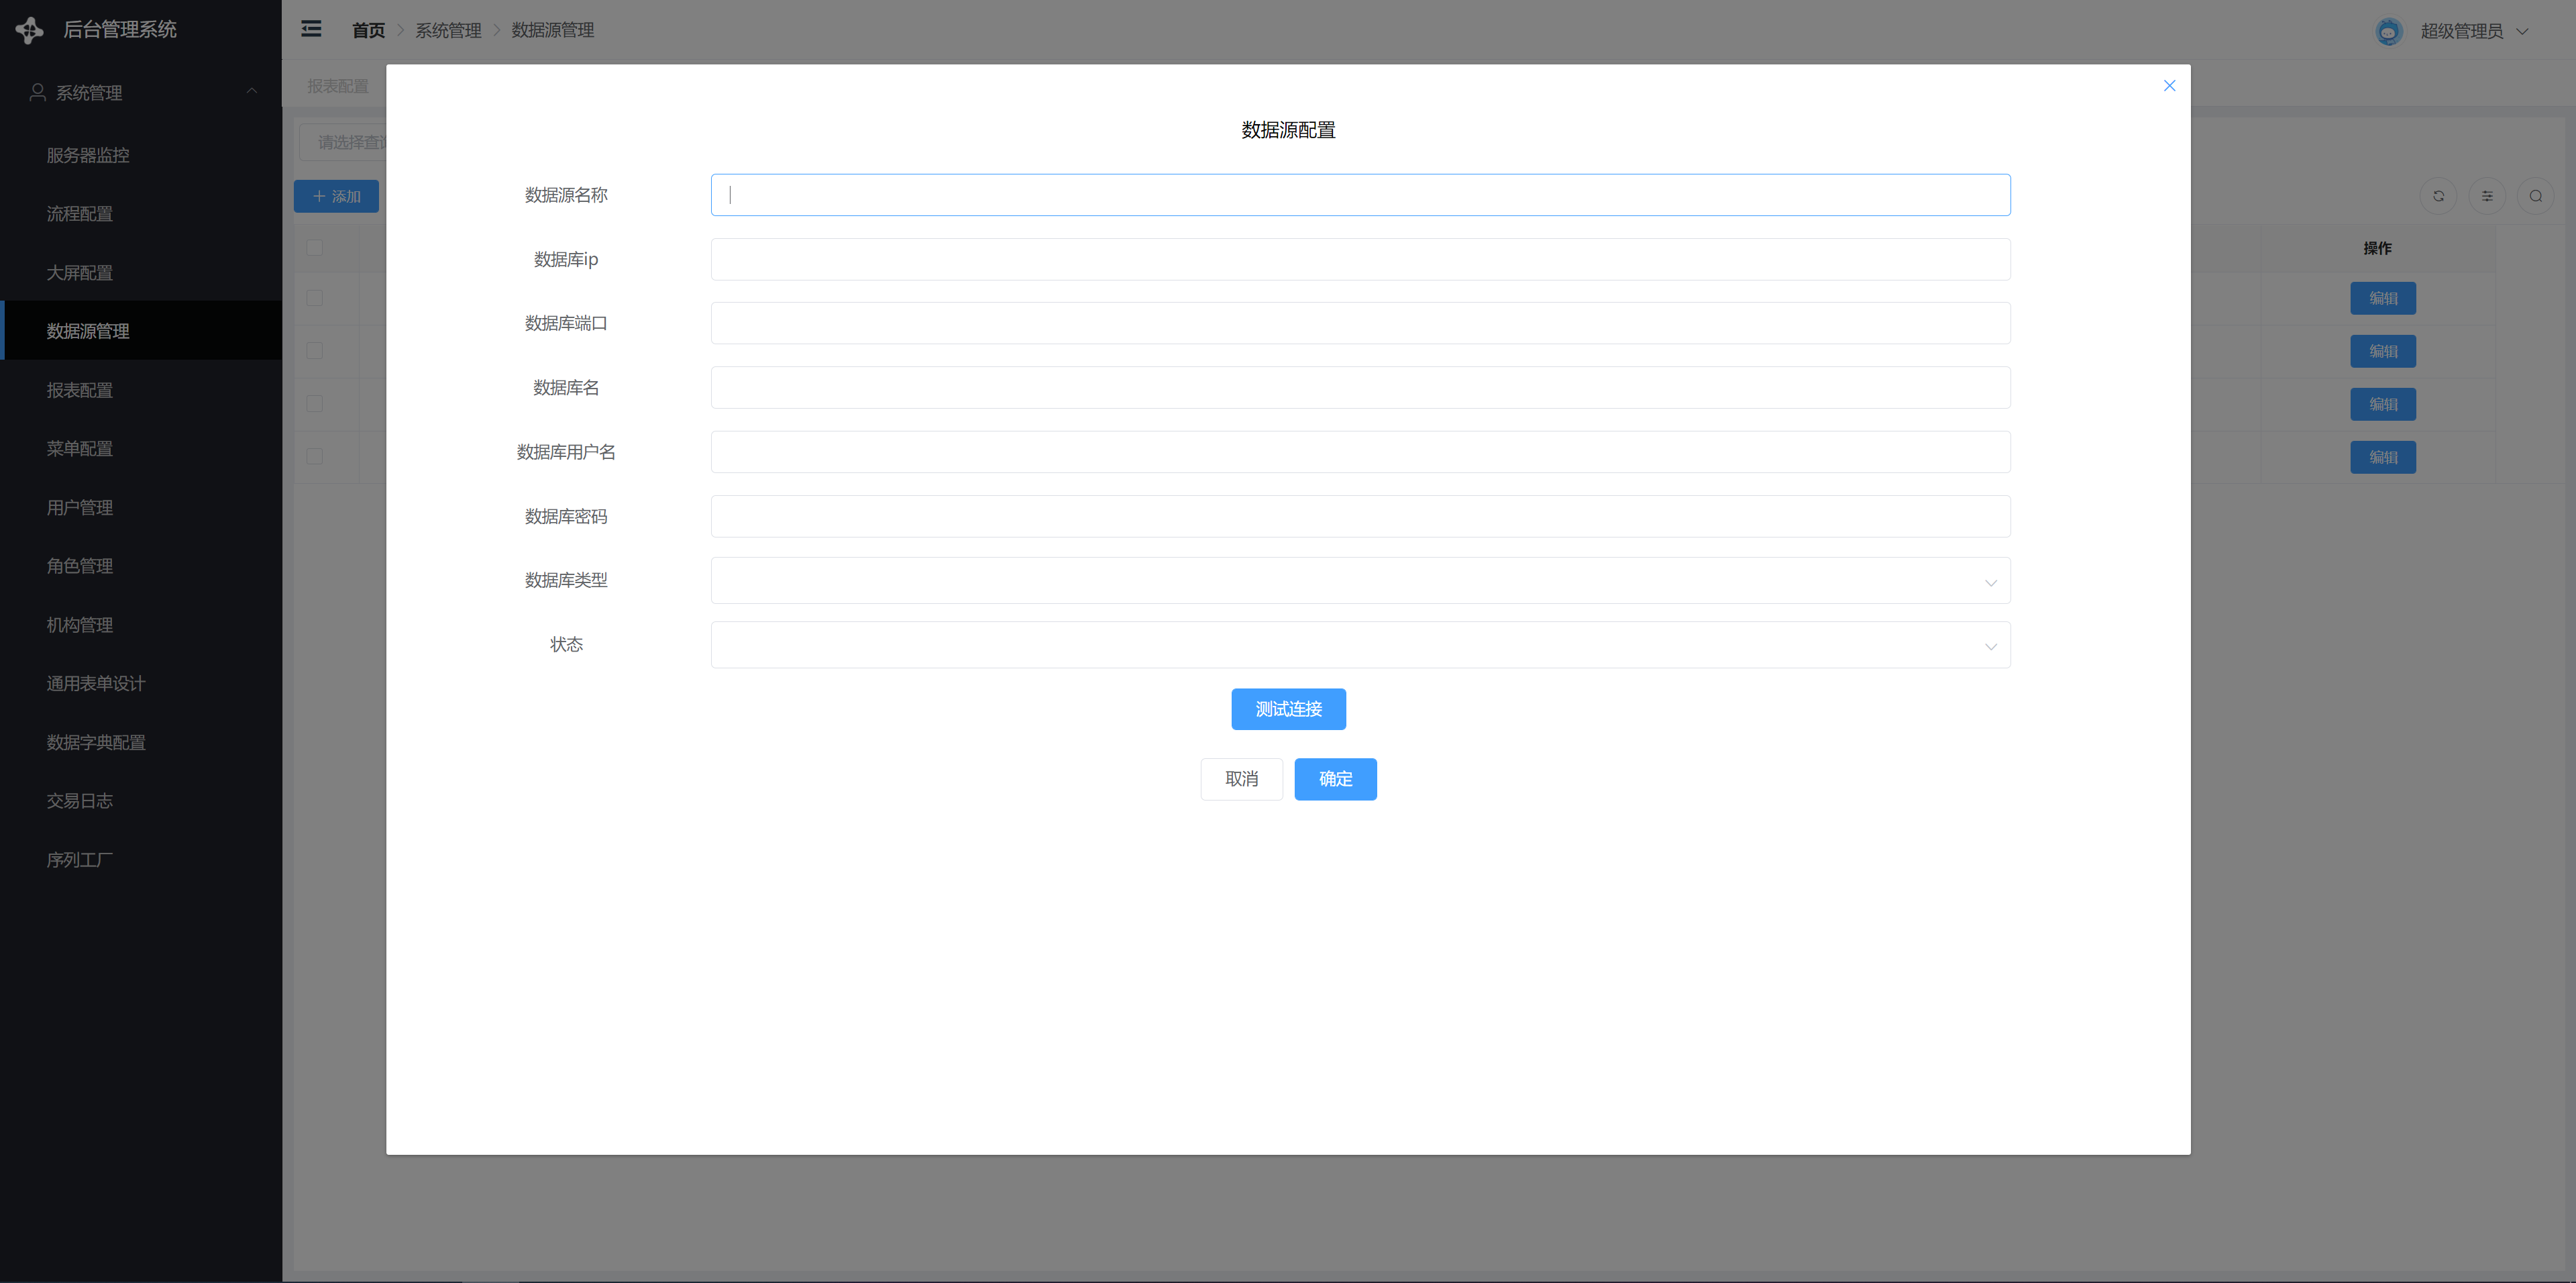 后台管理系统
首页
系统管理
数据源管理
超级管理员
系统管理
服务器监控
流程配置
大屏配置
数据源管理
报表配置
菜单配置
用户管理
角色管理
机构管理
通用表单设计
数据字典配置
交易日志
序列工厂
报表配置
请选择查询
添加
操作
编辑
编辑
编辑
编辑
数据源配置
数据源名称
数据库ip
数据库端口
数据库名
数据库用户名
数据库密码
数据库类型
状态
测试连接
取消
确定